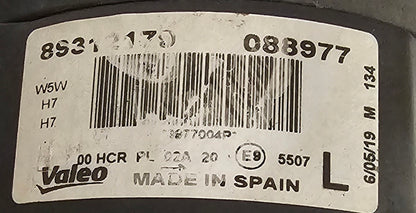 088977
W5W
H7
H7
00 HCR PL 02A 20 E9 5507
Valeo MADE IN SPAIN L
6/05/19 M 134